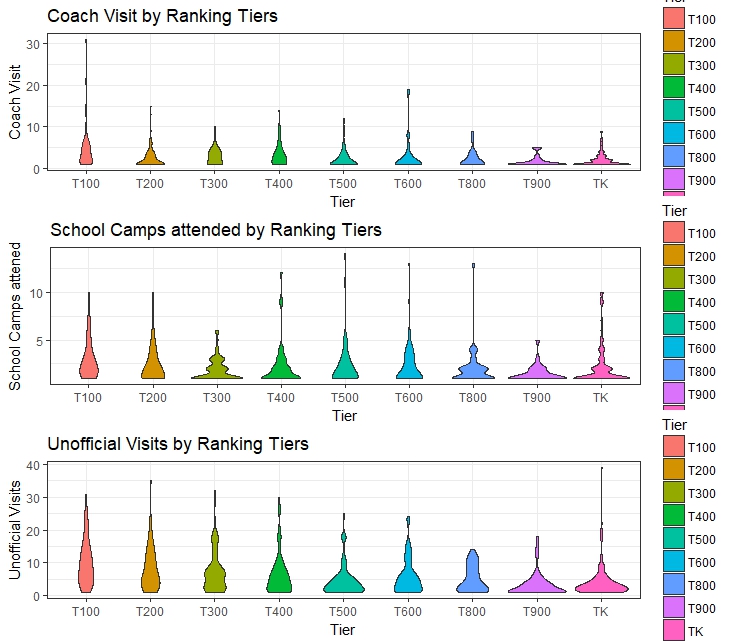 Coach Visit by Ranking Tiers
Coach Visit
30
20
10
0
T100 T200 T300 T400 T500 T600 T800 T900 TK
Tier
T100
T200
T300
T400
T500
T600
T800
T900
School Camps attended by Ranking Tiers
School Camps attened
10
5
T100 T200 T300 T400 T500 T600 T800 T900 TK
Tier
Tier
T100
T200
T300
T400
T500
T600
T800
T900
Unofficial Visits by Ranking Tiers
Unofficial Visits
40
30
20
10
0
T100 T200 T300 T400 T500 T600 T800 T900 TK
Tier
Tier
T100
T200
T300
T400
T500
T600
T800
T900
TK